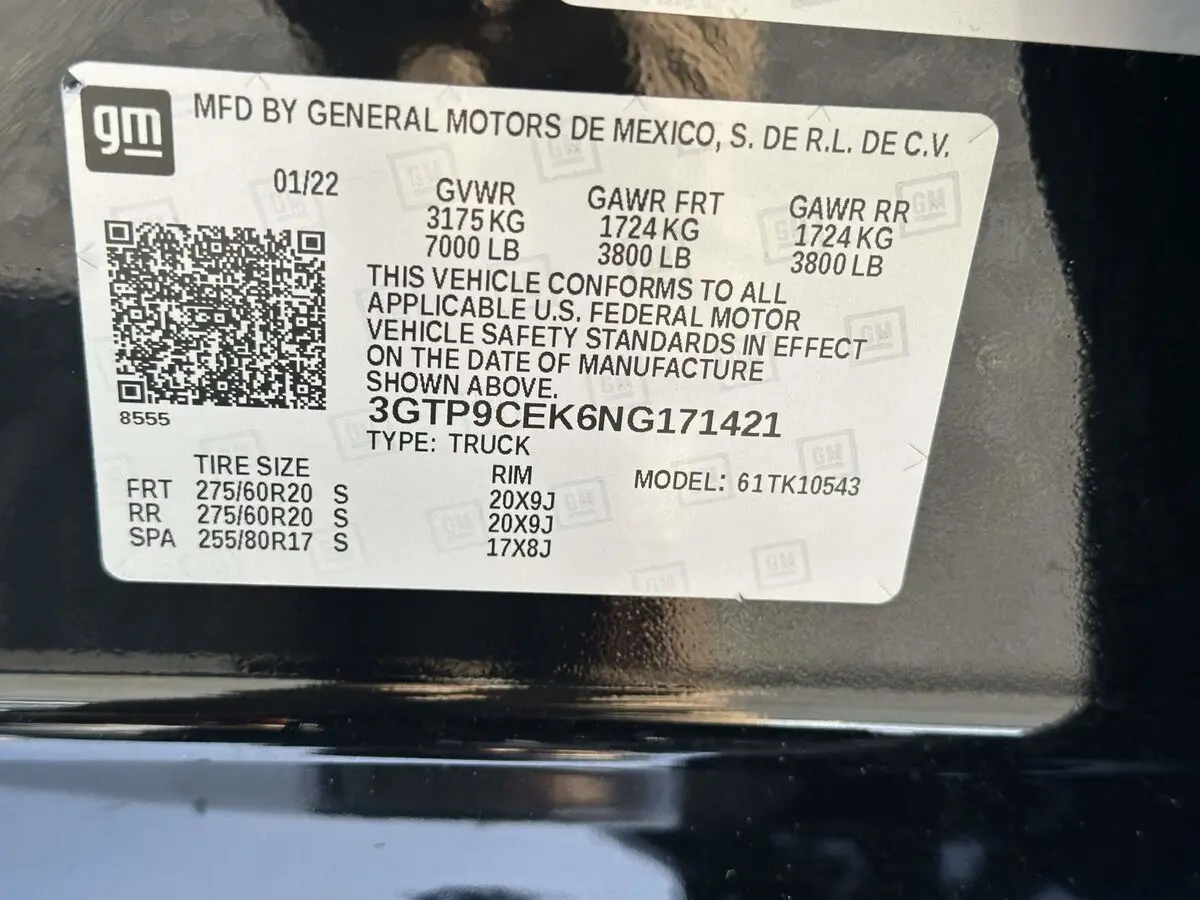 gm
MFD BY GENERAL MOTORS DE MEXICO, S. DE R.L. DE C.V.
01/22
GVWR
3175 KG
7000 LB
GAWR FRT
1724 KG
3800 LB
GAWR RR
1724 KG
3800 LB
THIS VEHICLE CONFORMS TO ALL
APPLICABLE U.S. FEDERAL MOTOR
VEHICLE SAFETY STANDARDS IN EFFECT
ON THE DATE OF MANUFACTURE
SHOWN ABOVE.
8555
3GTP9CEK6NG171421
TYPE: TRUCK
MODEL: 61TK10543
TIRE SIZE RIM
FRT 275/60R20 S 20X9J
RR 275/60R20 S 20X9J
SPA 255/80R17 S 17X8J